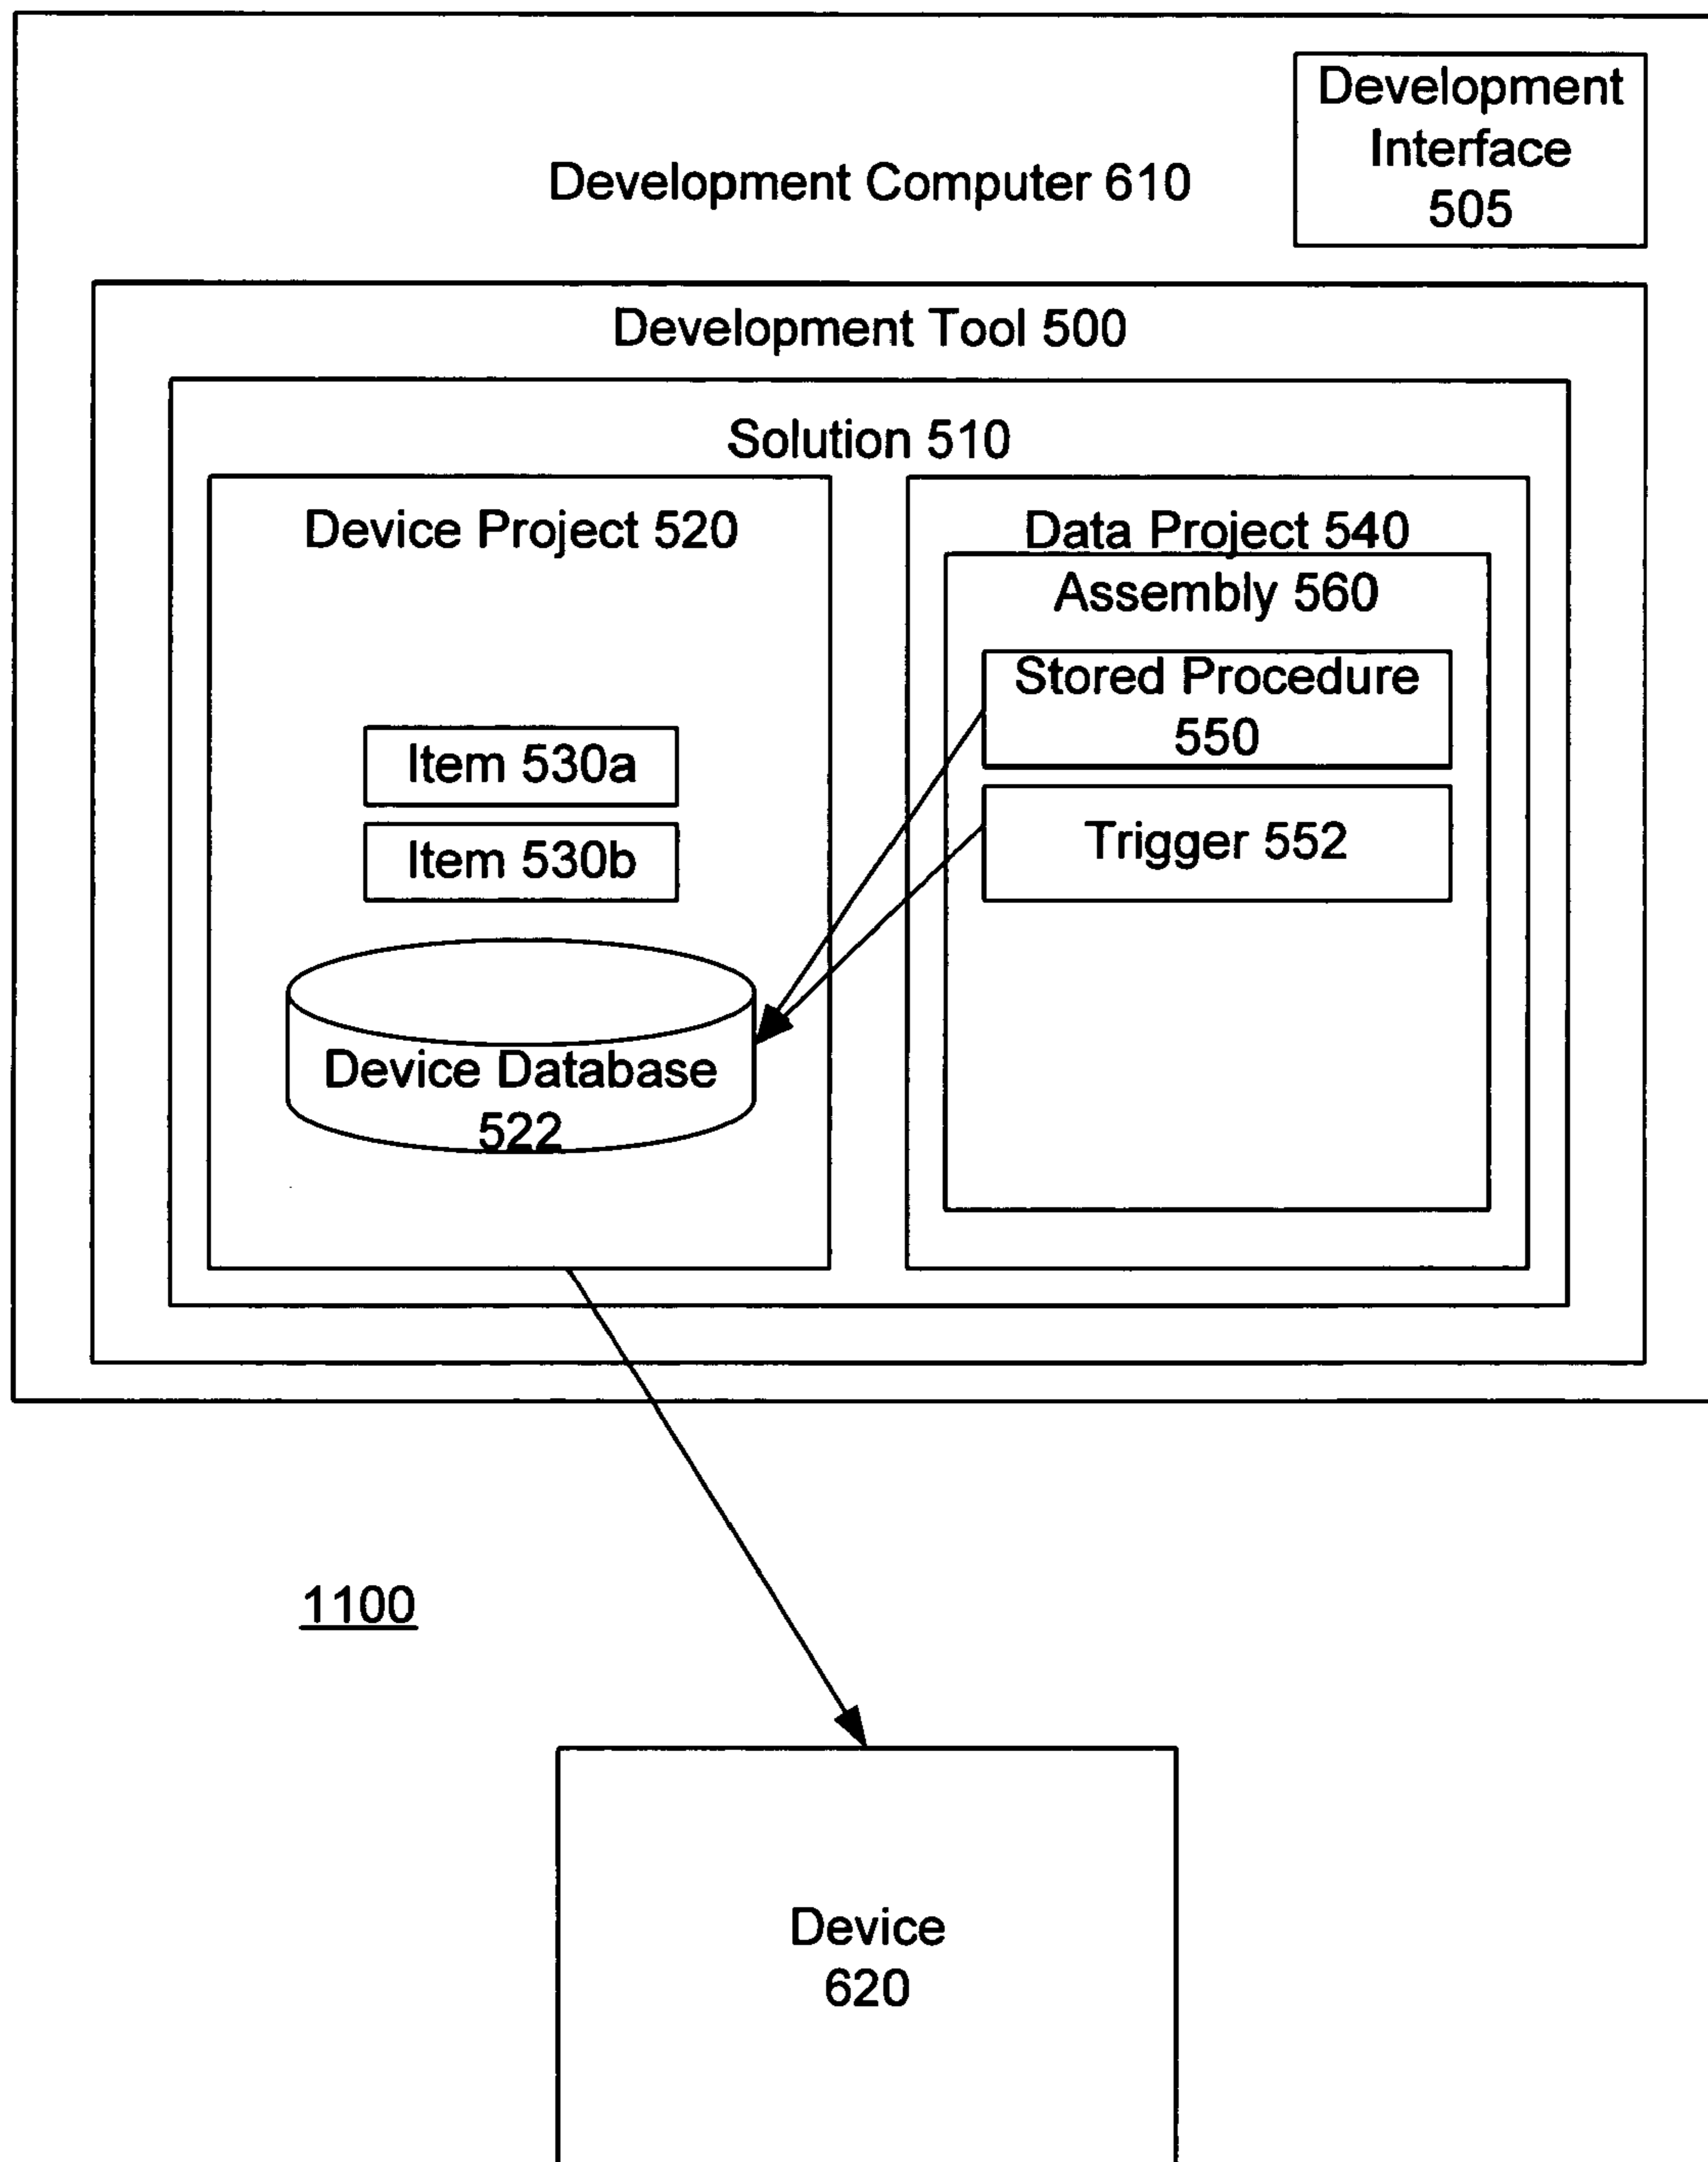 Development
Interface
505
Development Computer 610
Development Tool 500
Solution 510
Device Project 520
Data Project 540
Assembly 560
Stored Procedure
550
Item 530a
Trigger 552
Item 530b
Device Database
522
1100
Device
620